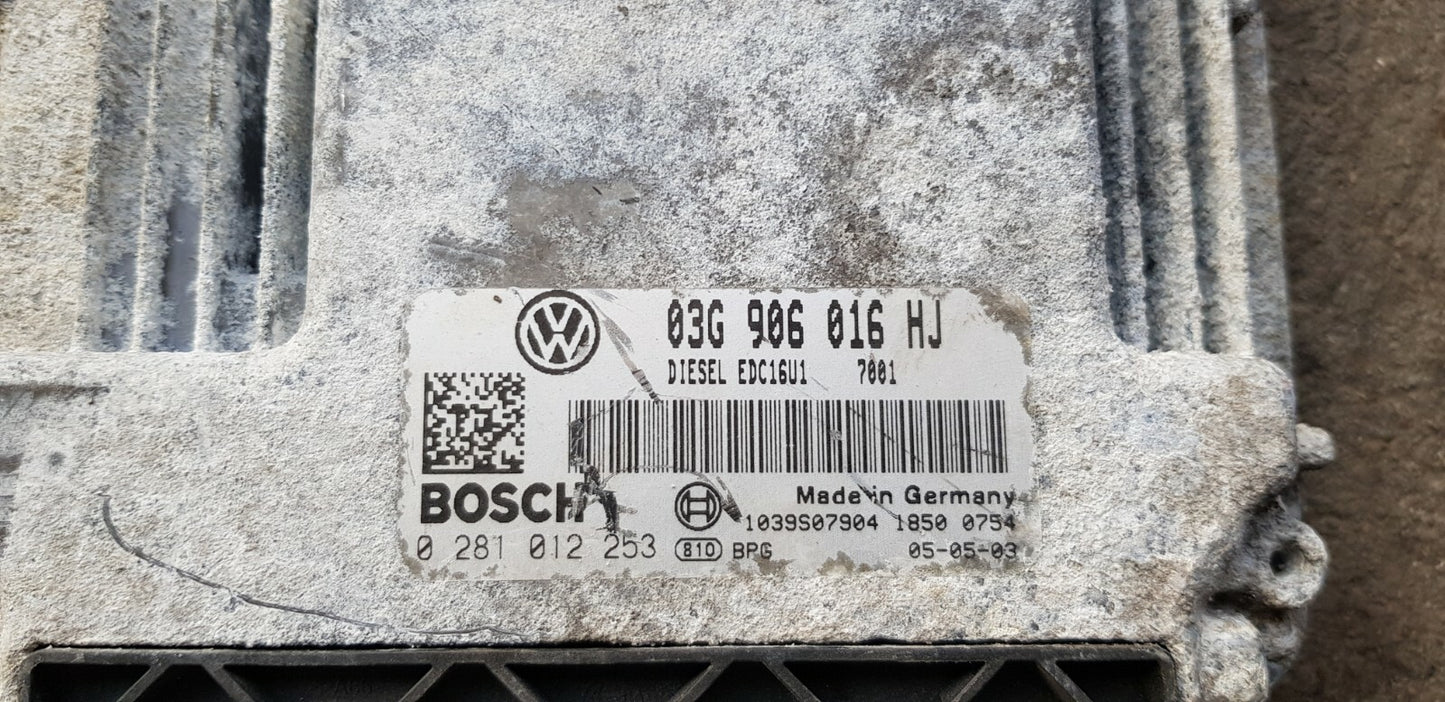 03G 906 016 HJ
DIESEL EDC16U1 7001
BOSCH
Made in Germany
1039S07904 1850 0754
0 281 012 253 810 BPG 05-05-03